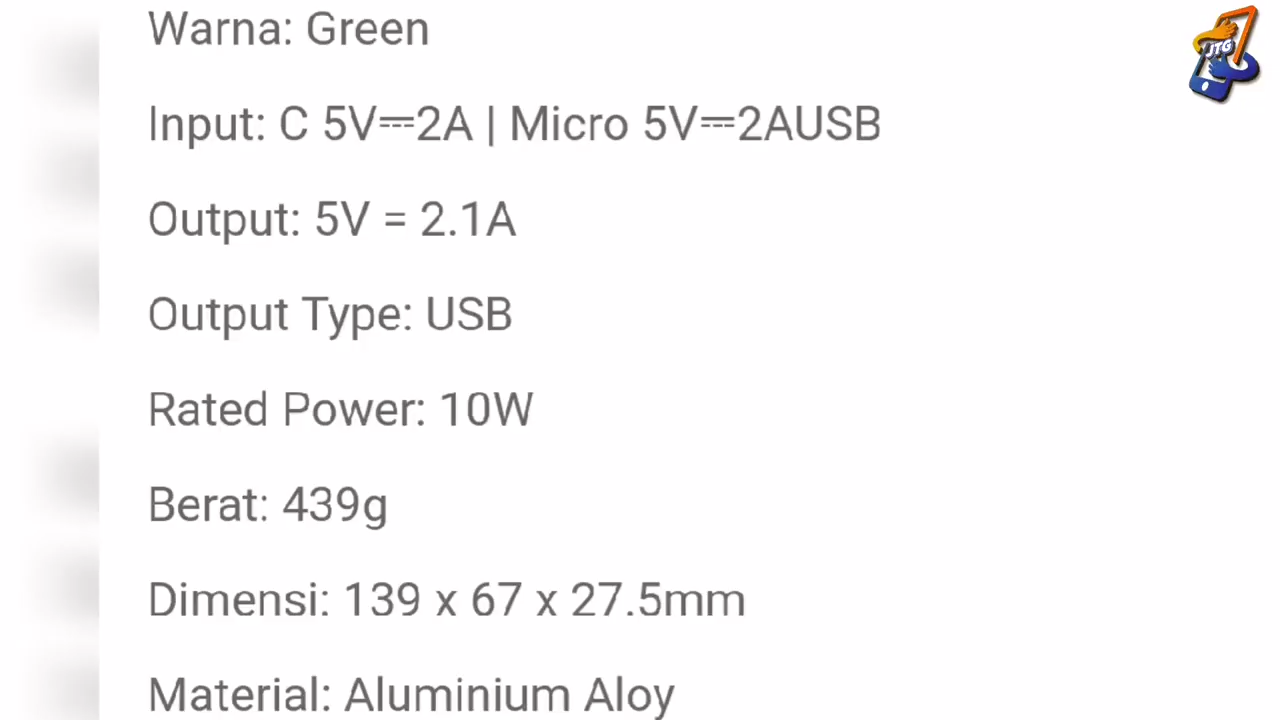 Warna: Green
Input: C 5V⎓2A | Micro 5V⎓2AUSB
Output: 5V = 2.1A
Output Type: USB
Rated Power: 10W
Berat: 439g
Dimensi: 139 x 67 x 27.5mm
Material: Aluminium Aloy
JTG